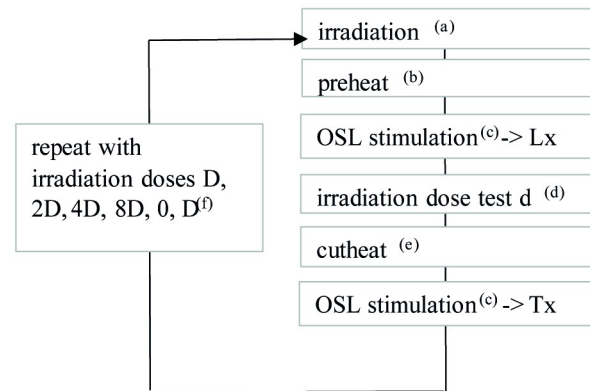 irradiation (a)
preheat (b)
OSL stimulation(c)-> Lx
irradiation dose test d (d)
cutheat (e)
OSL stimulation(c)-> Tx
repeat with
irradiation doses D,
2D, 4D, 8D, 0, D(f)